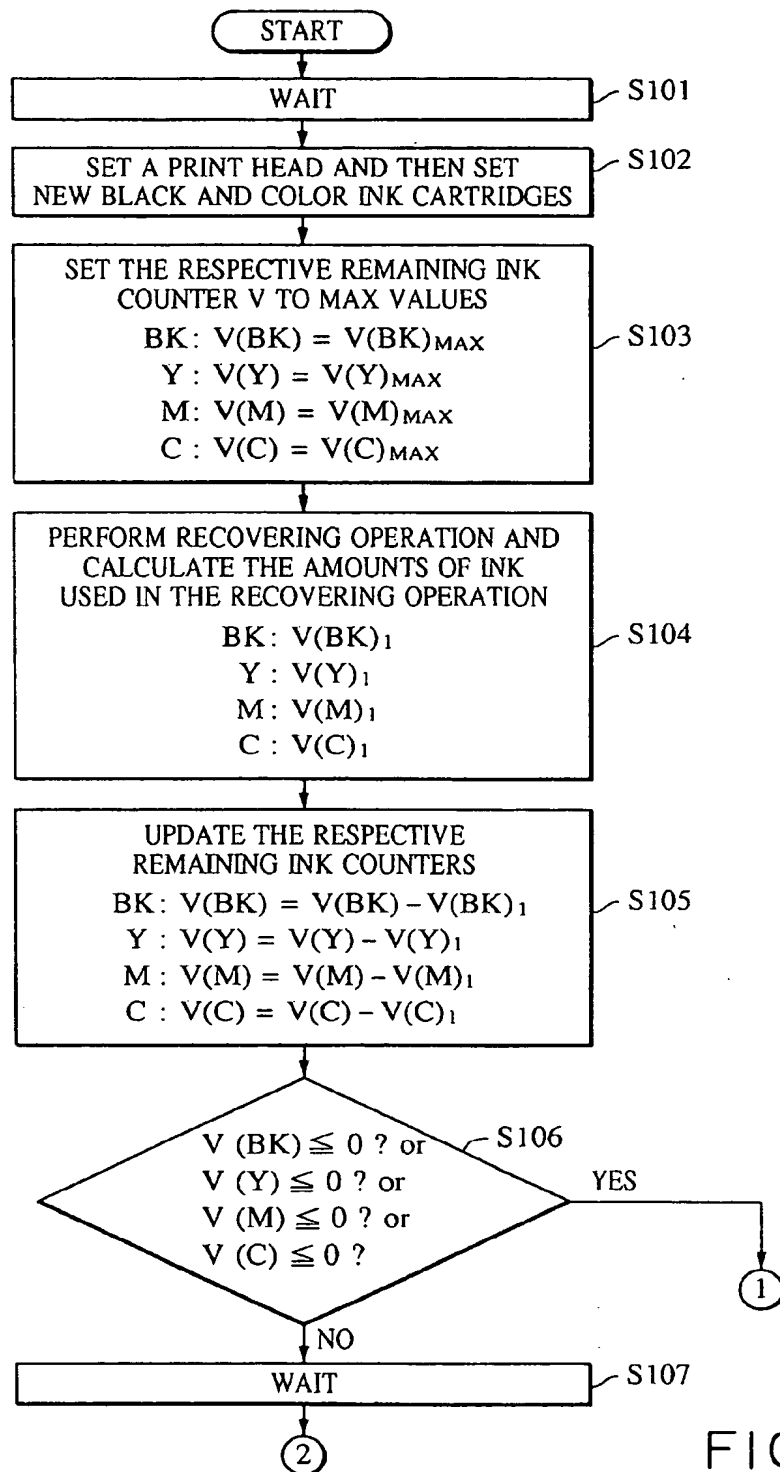 START
WAIT
S101
SET A PRINT HEAD AND THEN SET
NEW BLACK AND COLOR INK CARTRIDGES
S102
SET THE RESPECTIVE REMAINING INK
COUNTER V TO MAX VALUES
BK: V(BK) = V(BK)MAX
Y : V(Y) = V(Y)MAX
M: V(M) = V(M)MAX
C : V(C) = V(C)MAX
S103
PERFORM RECOVERING OPERATION AND
CALCULATE THE AMOUNTS OF INK
USED IN THE RECOVERING OPERATION
BK: V(BK)1
Y : V(Y)1
M: V(M)1
C : V(C)1
S104
UPDATE THE RESPECTIVE
REMAINING INK COUNTERS
BK: V(BK) = V(BK) – V(BK)1
Y : V(Y) = V(Y) – V(Y)1
M: V(M) = V(M) – V(M)1
C : V(C) = V(C) – V(C)1
S105
V (BK) ≦ 0 ? or
V (Y) ≦ 0 ? or
V (M) ≦ 0 ? or
V (C) ≦ 0 ?
S106
YES
1
NO
WAIT
S107
2